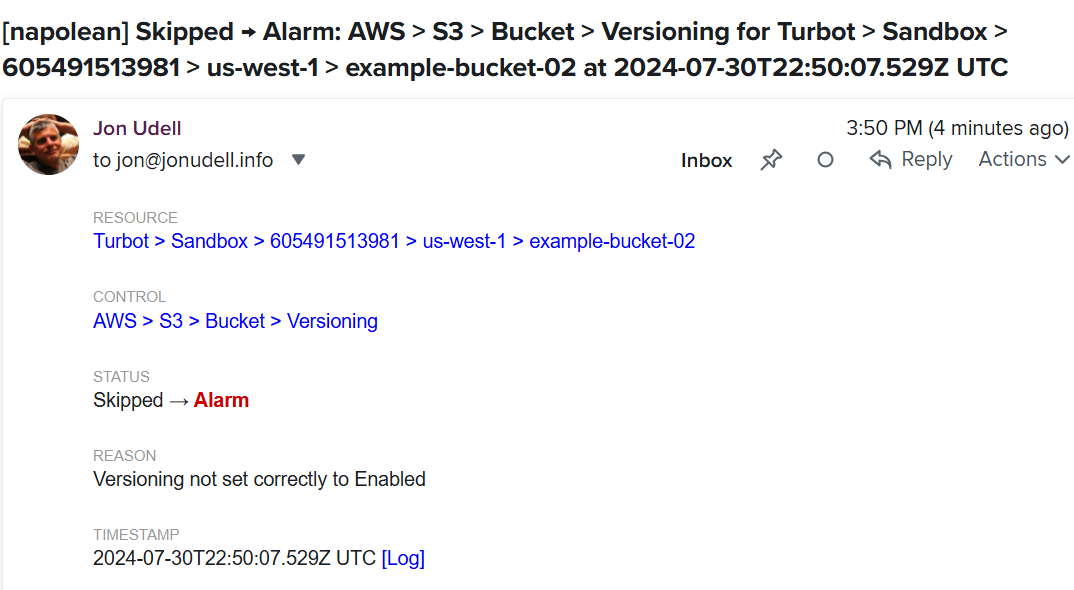 [napolean] Skipped → Alarm: AWS > S3 > Bucket > Versioning for Turbot > Sandbox >
605491513981 > us-west-1 > example-bucket-02 at 2024-07-30T22:50:07.529Z UTC
Jon Udell
3:50 PM (4 minutes ago)
to jon@jonudell.info
Inbox
Reply
Actions
RESOURCE
Turbot > Sandbox > 605491513981 > us-west-1 > example-bucket-02
CONTROL
AWS > S3 > Bucket > Versioning
STATUS
Skipped → Alarm
REASON
Versioning not set correctly to Enabled
TIMESTAMP
2024-07-30T22:50:07.529Z UTC [Log]